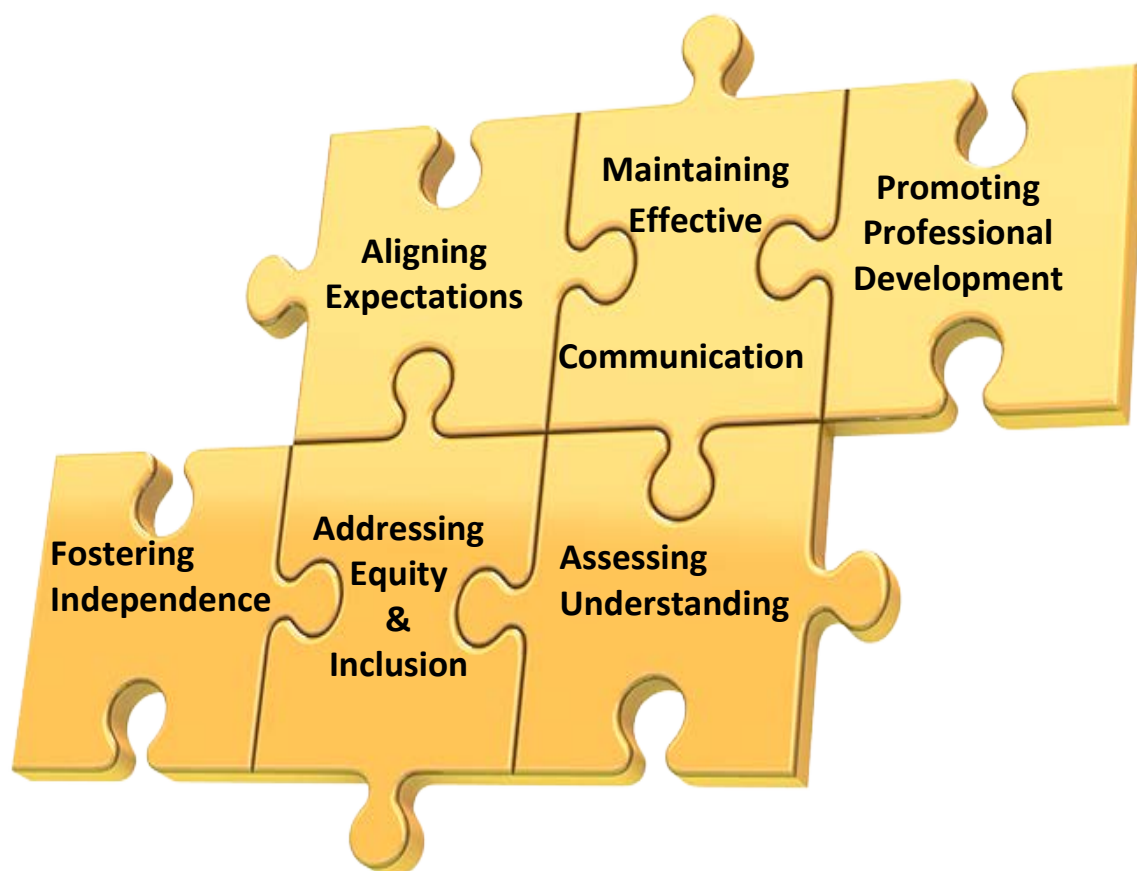 Aligning
Expectations
Maintaining
Effective
Communication
Promoting
Professional
Development
Fostering
Independence
Addressing
Equity
&
Inclusion
Assessing
Understanding